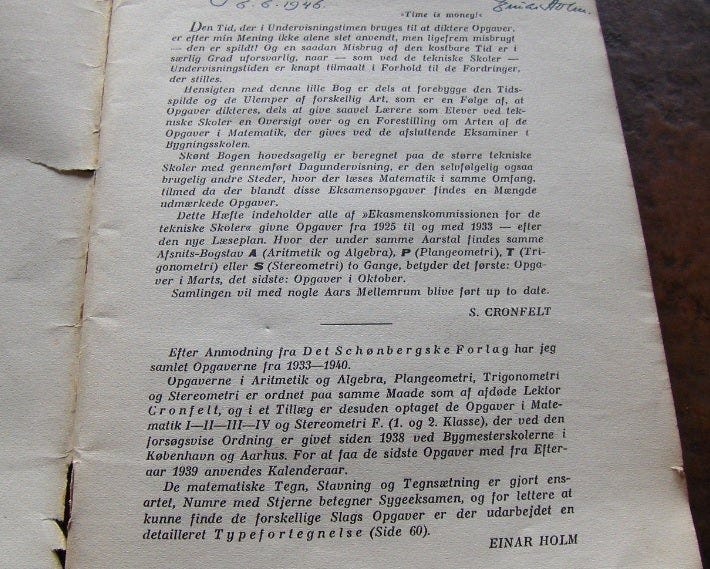 6.6.1946.
»Time is money!«
Einar Holm.
Den Tid, der i Undervisningstimen bruges til at diktere Opgaver,
er efter min Mening ikke alene slet anvendt, men ligefrem misbrugt
— den er spildt! Og en saadan Misbrug af den kostbare Tid er i
særlig Grad uforsvarlig, naar — som ved de tekniske Skoler —
Undervisningstiden er knapt tilmaalt i Forhold til de Fordringer,
der stilles.
Hensigten med denne lille Bog er dels at forebygge den Tids-
spilde og de Ulemper af forskellig Art, som er en Følge af, at
Opgaver dikteres, dels at give saavel Lærere som Elever ved tek-
niske Skoler en Oversigt over og en Forestilling om Arten af de
Opgaver i Matematik, der gives ved de afsluttende Eksaminer i
Bygningsskolen.
Skønt Bogen hovedsagelig er beregnet paa de større tekniske
Skoler med gennemført Dagundervisning, er den selvfølgelig ogsaa
brugelig andre Steder, hvor der læses Matematik i samme Omfang,
tilmed da der blandt disse Eksamensopgaver findes en Mængde
udmærkede Opgaver.
Dette Hæfte indeholder alle af »Ekasmenskommissionen for de
tekniske Skoler« givne Opgaver fra 1925 til og med 1933 — efter
den nye Læseplan. Hvor der under samme Aarstal findes samme
Afsnits-Bogstav A (Aritmetik og Algebra), P (Plangeometri), T (Tri-
gonometri) eller S (Stereometri) to Gange, betyder det første: Opga-
ver i Marts, det sidste: Opgaver i Oktober.
Samlingen vil med nogle Aars Mellemrum blive ført up to date.
S. CRONFELT
Efter Anmodning fra Det Schønbergske Forlag har jeg
samlet Opgaverne fra 1933—1940.
Opgaverne i Aritmetik og Algebra, Plangeometri, Trigonometri
og Stereometri er ordnet paa samme Maade som af afdøde Lektor
Cronfelt, og i et Tillæg er desuden optaget de Opgaver i Mate-
matik I—II—III—IV og Stereometri F. (1. og 2. Klasse), der ved den
forsøgsvise Ordning er givet siden 1938 ved Bygmesterskolerne i
København og Aarhus. For at faa de sidste Opgaver med fra Efter-
aar 1939 anvendes Kalenderaar.
De matematiske Tegn, Stavning og Tegnsætning er gjort ens-
artet, Numre med Stjerne betegner Sygeeksamen, og for lettere at
kunne finde de forskellige Slags Opgaver er der udarbejdet en
detailleret Typefortegnelse (Side 60).
EINAR HOLM